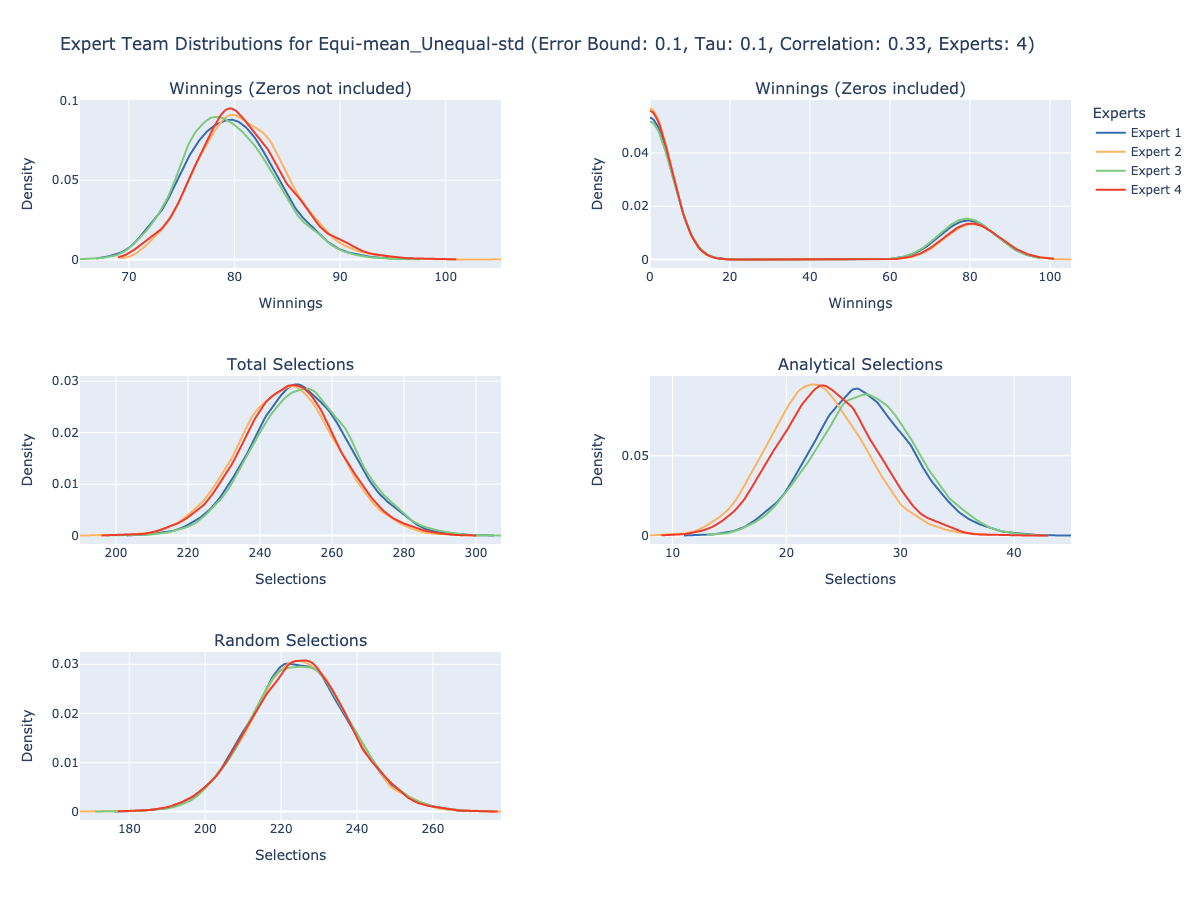 Expert Team Distributions for Equi-mean_Unequal-std (Error Bound: 0.1, Tau: 0.1, Correlation: 0.33, Experts: 4)
Winnings (Zeros not included)
0.1
0.05
0
Density
70 80 90 100
Winnings
Winnings (Zeros included)
0.04
0.02
0
Density
0 20 40 60 80 100
Winnings
Experts
Expert 1
Expert 2
Expert 3
Expert 4
Total Selections
0.03
0.02
0.01
0
Density
200 220 240 260 280 300
Selections
Analytical Selections
0.05
0
Density
10 20 30 40
Selections
Random Selections
0.03
0.02
0.01
0
Density
180 200 220 240 260
Selections